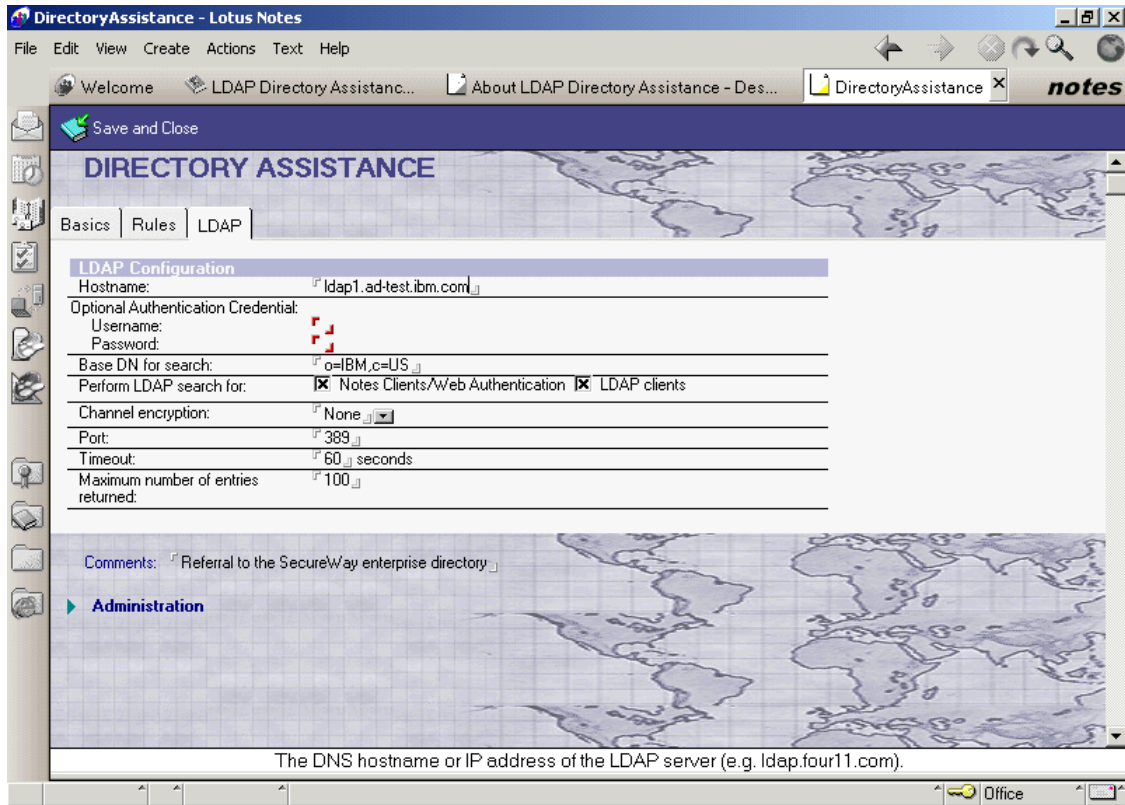 DirectoryAssistance - Lotus Notes
File Edit View Create Actions Text Help
Welcome LDAP Directory Assistanc... About LDAP Directory Assistance - Des... DirectoryAssistance notes
Save and Close
DIRECTORY ASSISTANCE
Basics Rules LDAP
LDAP Configuration
Hostname: ldap1.ad-test.ibm.com
Optional Authentication Credential:
Username:
Password:
Base DN for search: o=IBM,c=US
Perform LDAP search for: Notes Clients/Web Authentication LDAP clients
Channel encryption: None
Port: 389
Timeout: 60 seconds
Maximum number of entries 100
returned:
Comments: Referral to the SecureWay enterprise directory
Administration
The DNS hostname or IP address of the LDAP server (e.g. ldap.four11.com).
Office